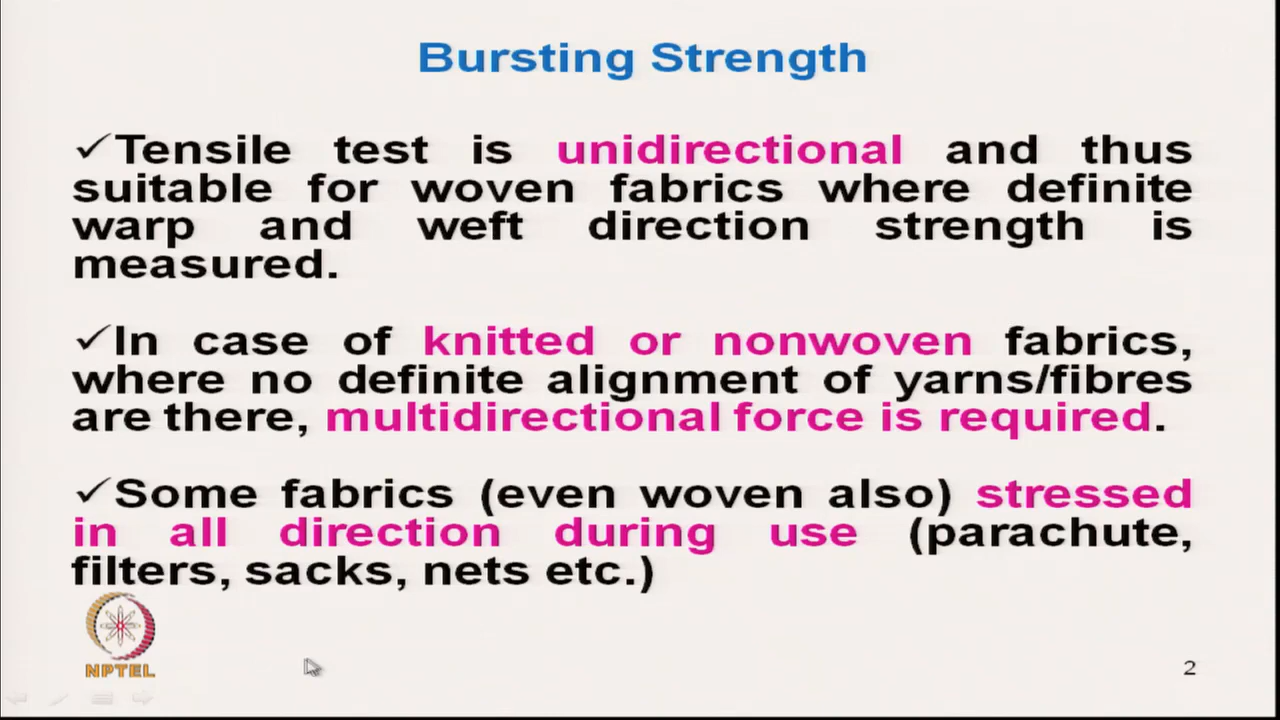 Bursting Strength
✓Tensile test is unidirectional and thus
suitable for woven fabrics where definite
warp and weft direction strength is
measured.
✓In case of knitted or nonwoven fabrics,
where no definite alignment of yarns/fibres
are there, multidirectional force is required.
✓Some fabrics (even woven also) stressed
in all direction during use (parachute,
filters, sacks, nets etc.)
NPTEL
2